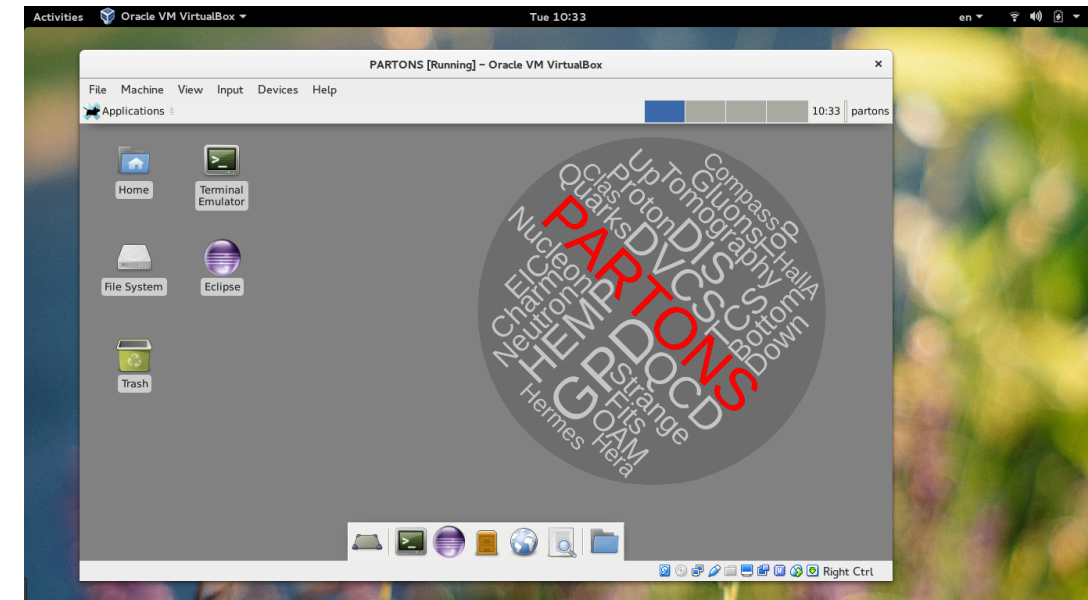 Activities Oracle VM VirtualBox Tue 10:33 en
PARTONS [Running] – Oracle VM VirtualBox ×
File Machine View Input Devices Help
Applications 10:33 partons
Home
Terminal
Emulator
File System
Eclipse
Trash
Compass
Up
Gluons
Top
Clas
Proton
Tomography
HallA
Quarks
DIS
PARTONS
DVCS
TCS
Bottom
Down
Nucleon
EIC
Charm
Neutron
HEMP
GPD
QCD
Strange
Fits
OAM
Hermes
Hera
Right Ctrl